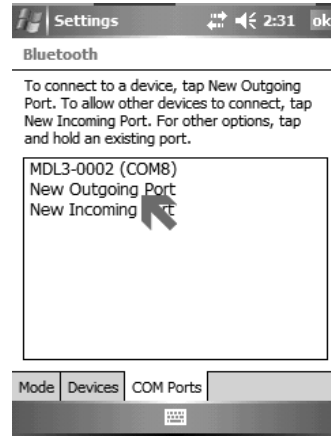 Settings 2:31 ok
Bluetooth
To connect to a device, tap New Outgoing
Port. To allow other devices to connect, tap
New Incoming Port. For other options, tap
and hold an existing port.
MDL3-0002 (COM8)
New Outgoing Port
New Incoming
Mode Devices COM Ports